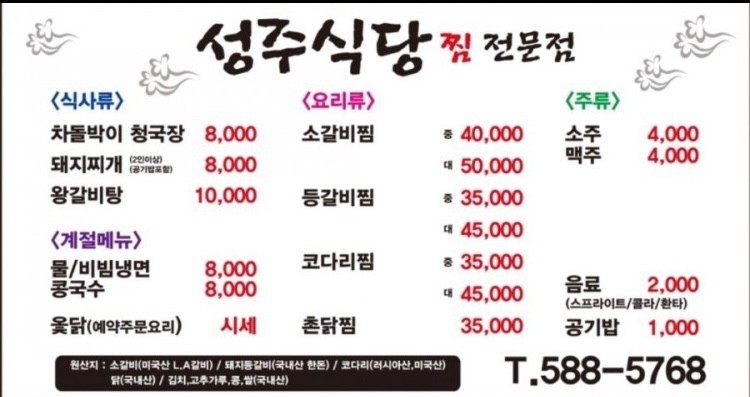 성주식당 찜 전문점
<식사류>
차돌박이 청국장 8,000
돼지찌개 (2인이상) (공기밥포함) 8,000
왕갈비탕 10,000
<계절메뉴>
물/비빔냉면 8,000
콩국수 8,000
옻닭(예약주문요리) 시세
<요리류>
소갈비찜 중 40,000
대 50,000
등갈비찜 중 35,000
대 45,000
코다리찜 중 35,000
대 45,000
촌닭찜 35,000
<주류>
소주 4,000
맥주 4,000
음료 2,000
(스프라이트/콜라/환타)
공기밥 1,000
원산지 : 소갈비(미국산 L,A갈비) / 돼지등갈비(국내산 한돈) / 코다리(러시아산,미국산)
닭(국내산) / 김치,고추가루,콩,쌀(국내산)
T.588-5768